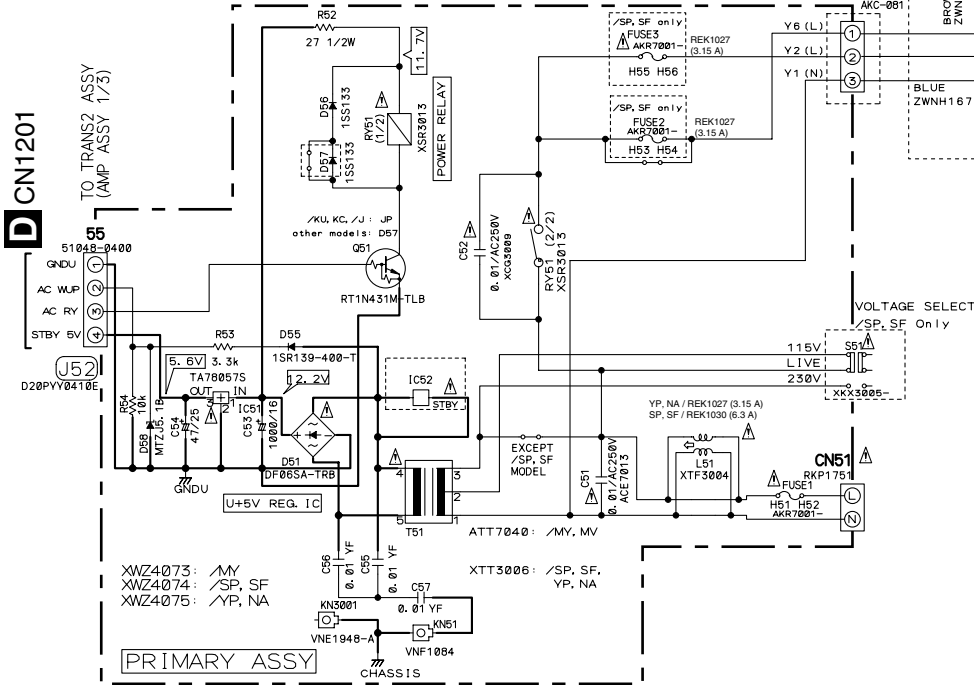 D CN1201
TO TRANS2 ASSY
(AMP ASSY 1/3)
R52
27 1/2W
11.7V
D56
1SS133
D57
1SS133
RY51
(1/2)
XSR3013
POWER RELAY
/KU, KC, /J : JP
other models: D57
Q51
RT1N431M-TLB
/SP, SF only
FUSE3
AKR7001-
H55 H56
REK1027
(3.15 A)
/SP, SF only
FUSE2
AKR7001-
H53 H54
REK1027
(3.15 A)
AKC-081
Y6 (L)
1
Y2 (L)
2
Y1 (N)
3
BRO
ZWN
BLUE
ZWNH167
C52
0.01/AC250V
XCG3009
RY51 (2/2)
XSR3013
55
51048-0400
GNDU
1
AC WUP
2
AC RY
3
STBY 5V
4
J52
D20PYY0410E
R53
3.3k
D55
1SR139-400-T
5.6V
12.2V
TA78057S
OUT
IN
3
1
2
IC51
R54
10k
D58
MTZJ5.1B
C54
47/25
C53
1000/16
GNDU
D51
DF06SA-TRB
U+5V REG. IC
IC52
STBY
4
3
2
5
1
T51
EXCEPT
/SP, SF
MODEL
C51
0.01/AC250V
ACE7013
VOLTAGE SELECT
/SP, SF Only
S51
115V
LIVE
230V
XKX3005-
YP, NA / REK1027 (3.15 A)
SP, SF / REK1030 (6.3 A)
L51
XTF3004
CN51
RKP1751
FUSE1
H51 H52
AKR7001-
L
N
ATT7040: /MY, MV
XTT3006: /SP, SF,
YP, NA
C56
0.01 YF
C55
0.01 YF
C57
0.01 YF
XWZ4073: /MY
XWZ4074: /SP, SF
XWZ4075: /YP, NA
KN3001
VNE1948-A
KN51
VNF1084
CHASSIS
PRIMARY ASSY